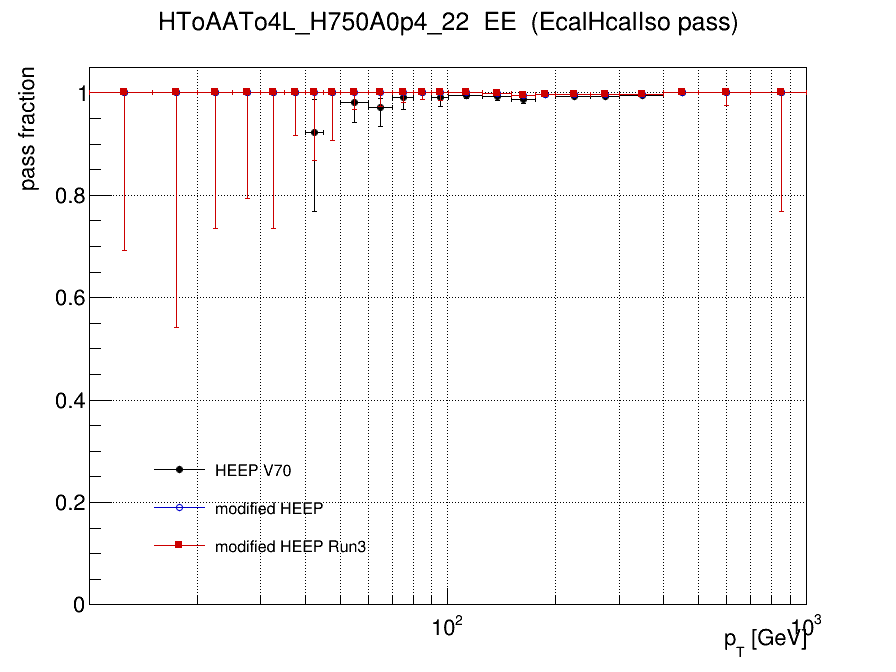 HToAATo4L_H750A0p4_22 EE (EcalHcalIso pass)
pass fraction
1
0.8
0.6
0.4
0.2
0
HEEP V70
modified HEEP
modified HEEP Run3
10²
10³
p_T [GeV]